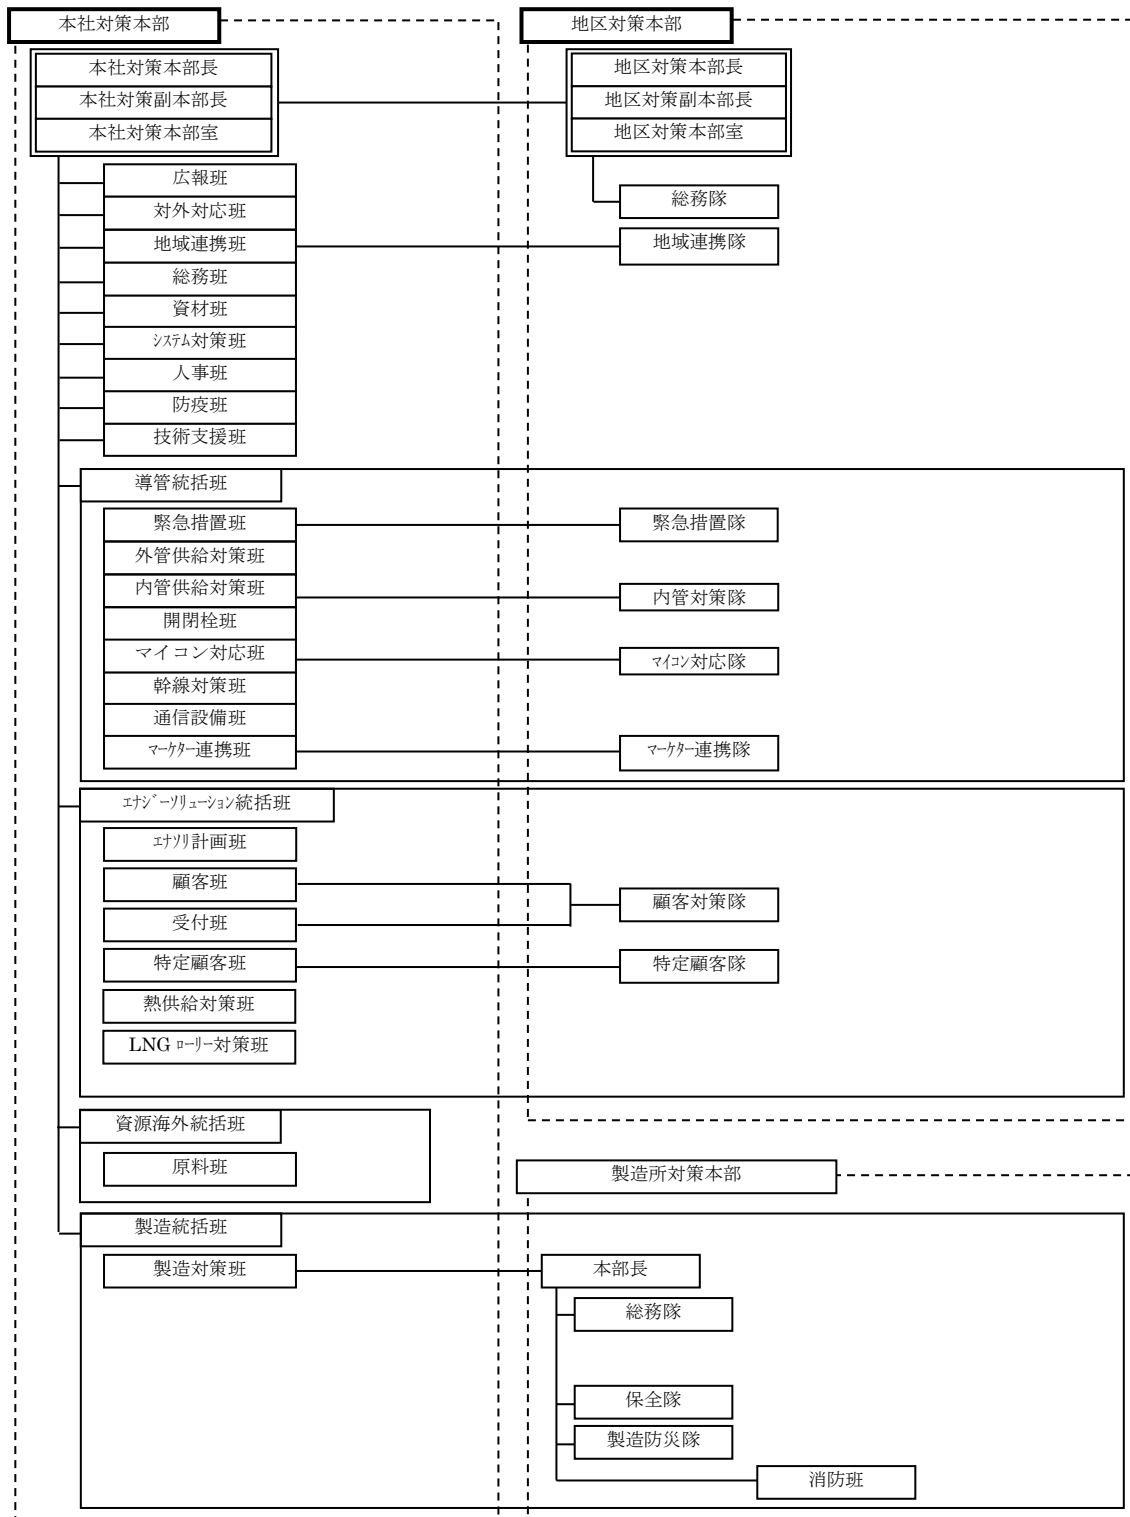 本社対策本部
地区対策本部
本社対策本部長
本社対策副本部長
本社対策本部室
地区対策本部長
地区対策副本部長
地区対策本部室
広報班
対外対応班
地域連携班
総務班
資材班
ｼｽﾃﾑ対策班
人事班
防疫班
技術支援班
総務隊
地域連携隊
導管統括班
緊急措置班
外管供給対策班
内管供給対策班
開閉栓班
マイコン対応班
幹線対策班
通信設備班
ﾏｰｹﾀｰ連携班
緊急措置隊
内管対策隊
ﾏｲｺﾝ対応隊
ﾏｰｹﾀｰ連携隊
ｴﾅｼﾞｰｿﾘｭｰｼｮﾝ統括班
ｴﾅｿﾘ計画班
顧客班
受付班
特定顧客班
熱供給対策班
LNG ﾛｰﾘｰ対策班
顧客対策隊
特定顧客隊
資源海外統括班
原料班
製造所対策本部
製造統括班
製造対策班
本部長
総務隊
保全隊
製造防災隊
消防班